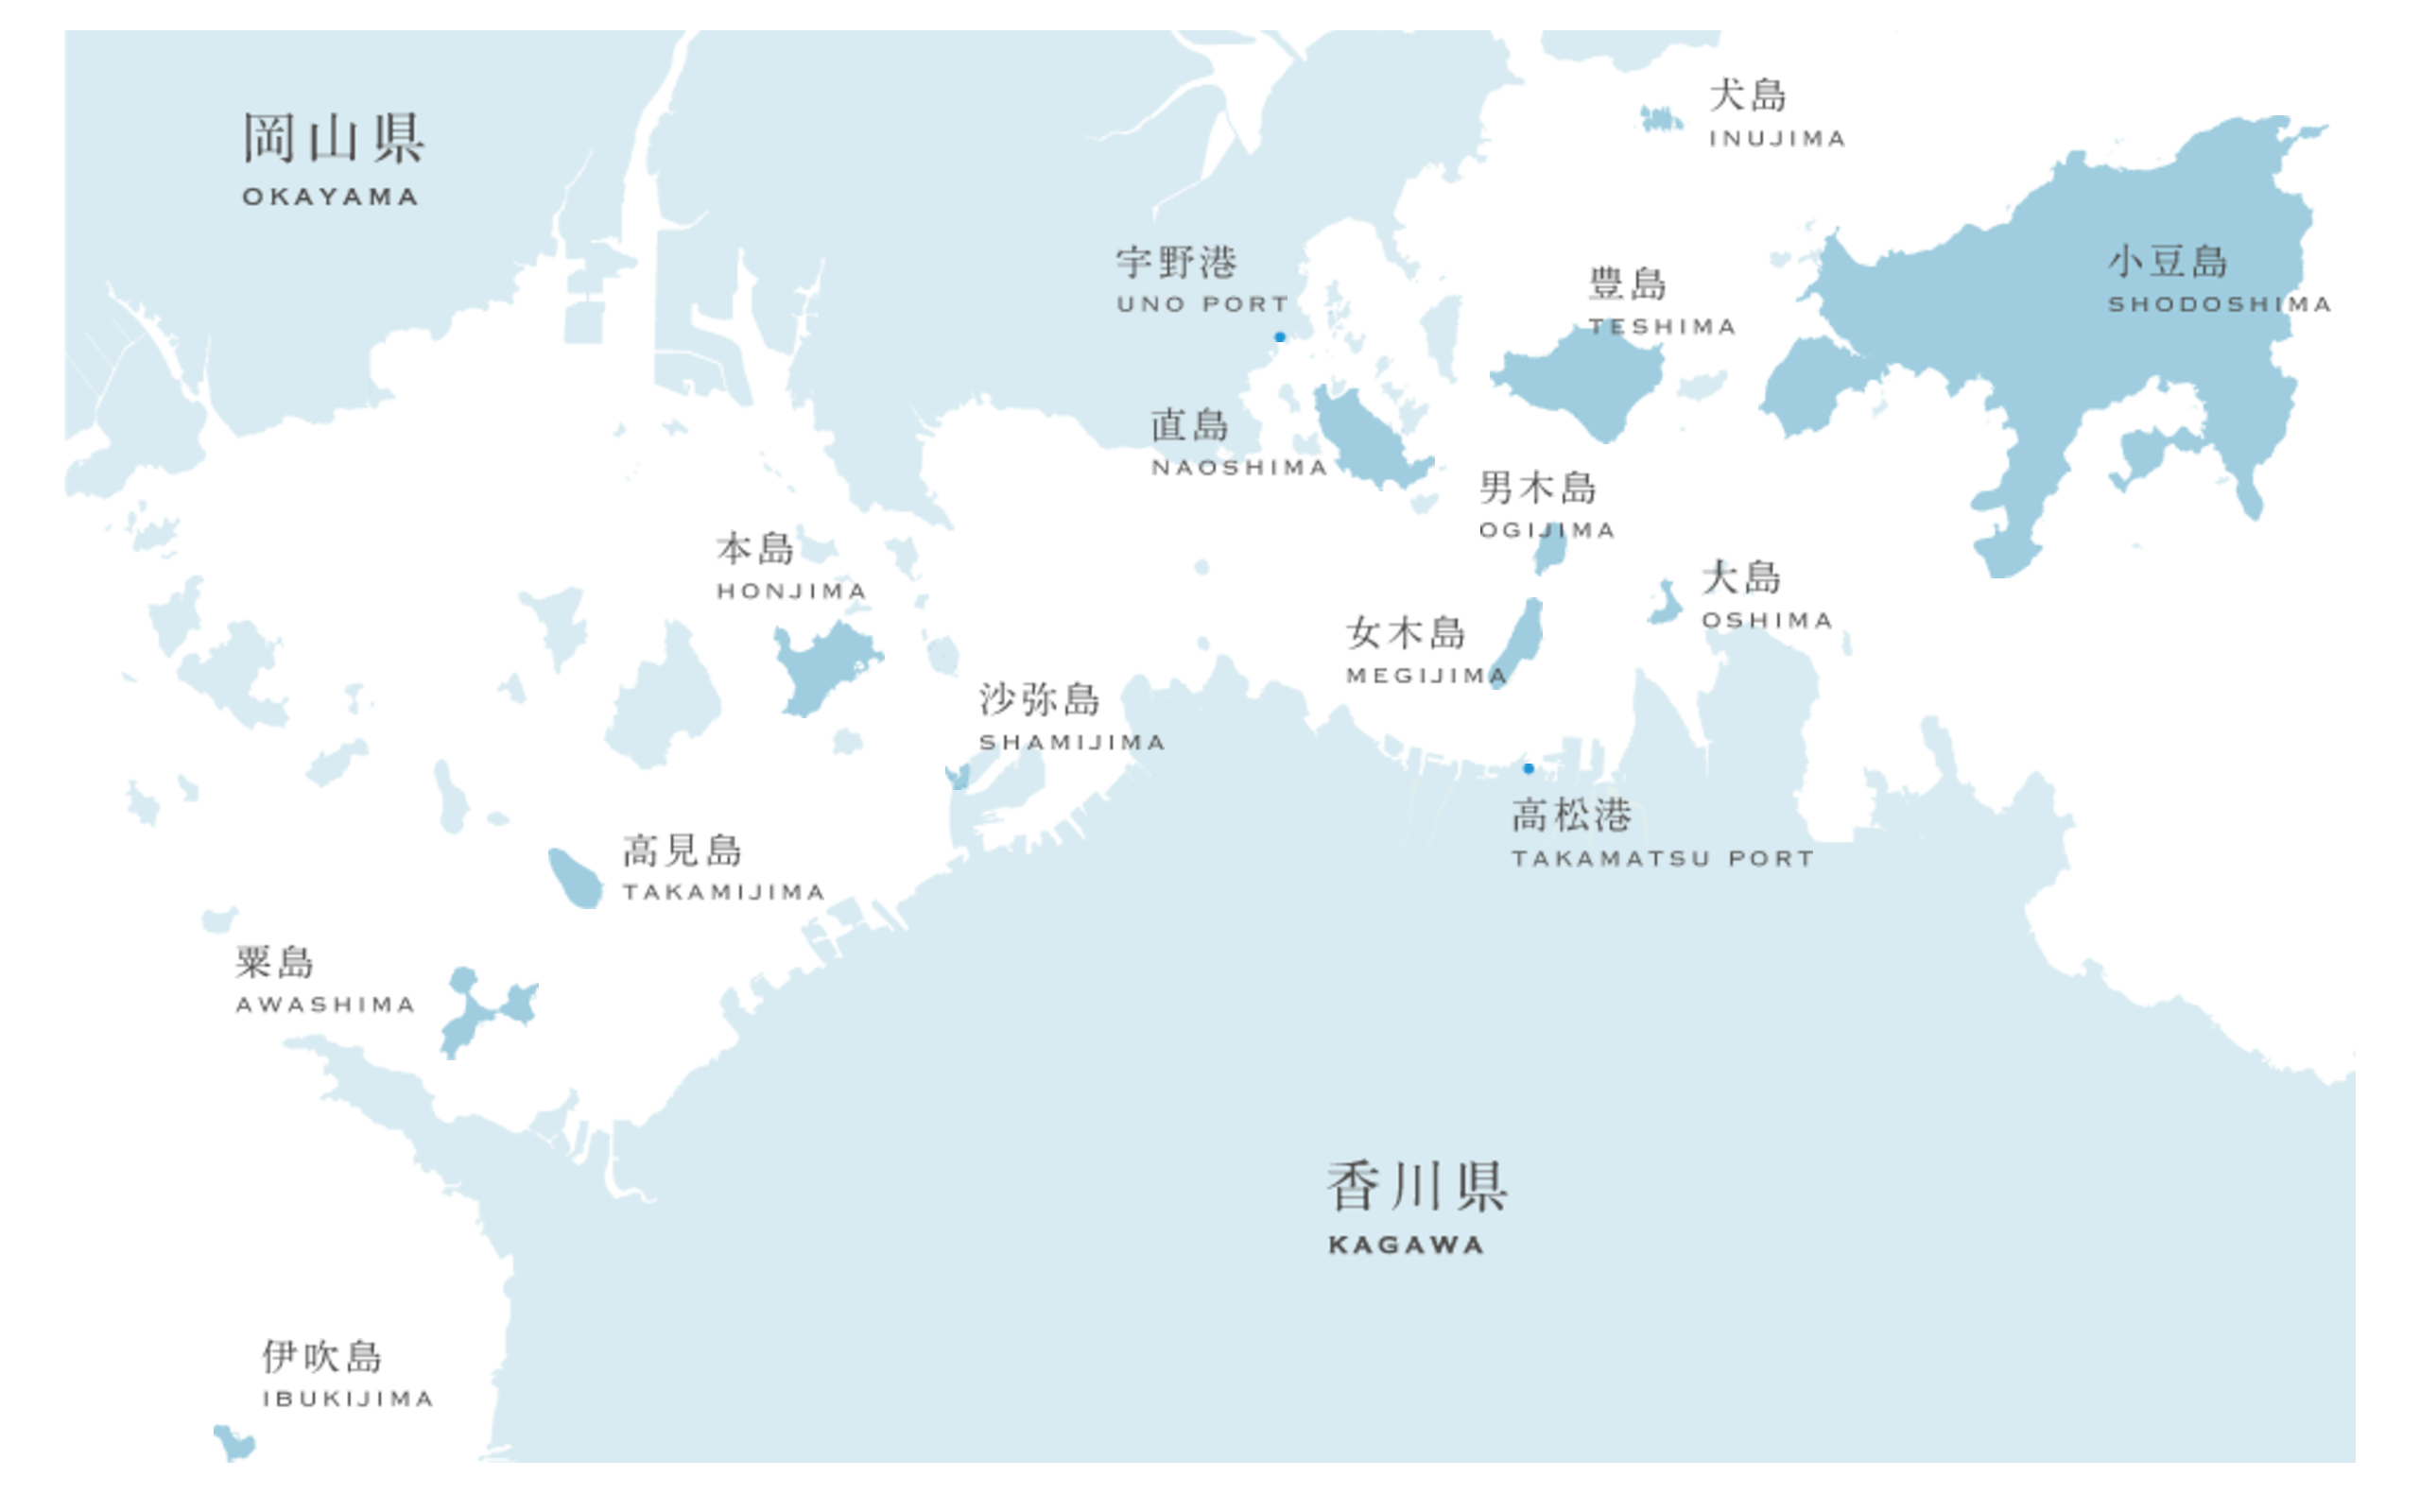 岡山県
OKAYAMA
犬島
INUJIMA
宇野港
UNO PORT
豊島
TESHIMA
小豆島
SHODOSHIMA
直島
NAOSHIMA
男木島
OGIJIMA
本島
HONJIMA
大島
OSHIMA
女木島
MEGIJIMA
沙弥島
SHAMIJIMA
高松港
TAKAMATSU PORT
高見島
TAKAMIJIMA
粟島
AWASHIMA
香川県
KAGAWA
伊吹島
IBUKIJIMA